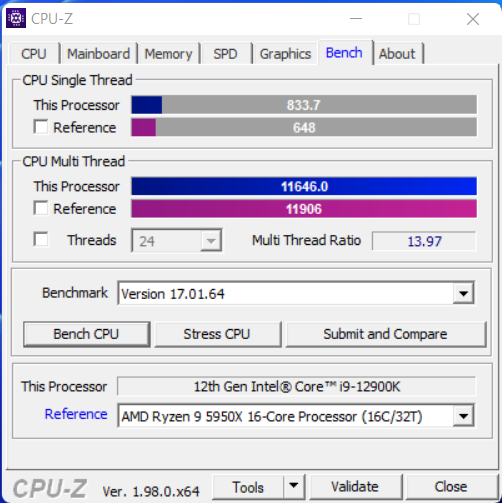 CPU-Z
CPU Mainboard Memory SPD Graphics Bench About
CPU Single Thread
This Processor 833.7
Reference 648
CPU Multi Thread
This Processor 11646.0
Reference 11906
Threads 24 Multi Thread Ratio 13.97
Benchmark Version 17.01.64
Bench CPU Stress CPU Submit and Compare
This Processor 12th Gen Intel® Core™ i9-12900K
Reference AMD Ryzen 9 5950X 16-Core Processor (16C/32T)
CPU-Z Ver. 1.98.0.x64 Tools Validate Close